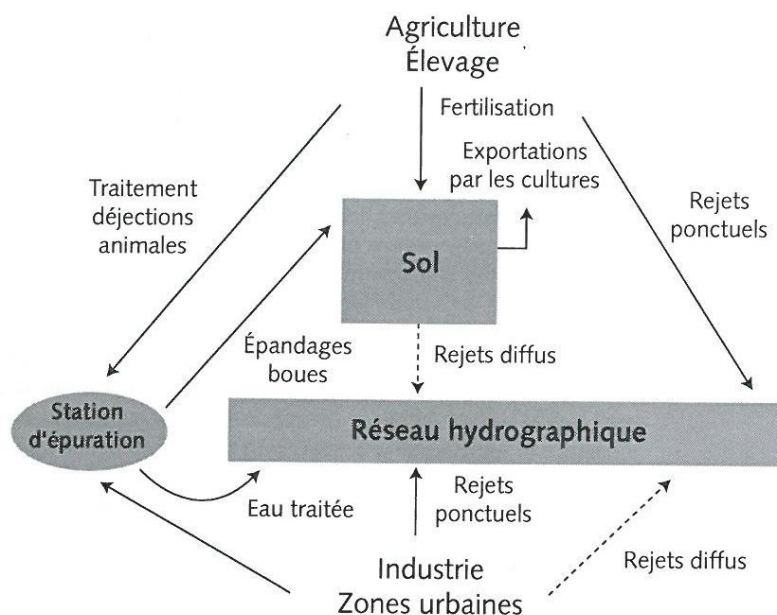 Agriculture
Élevage
Fertilisation
Exportations
par les cultures
Traitement
déjections
animales
Rejets
ponctuels
Sol
Épandages
boues
Rejets diffus
Station
d'épuration
Réseau hydrographique
Eau traitée
Rejets
ponctuels
Rejets diffus
Industrie
Zones urbaines